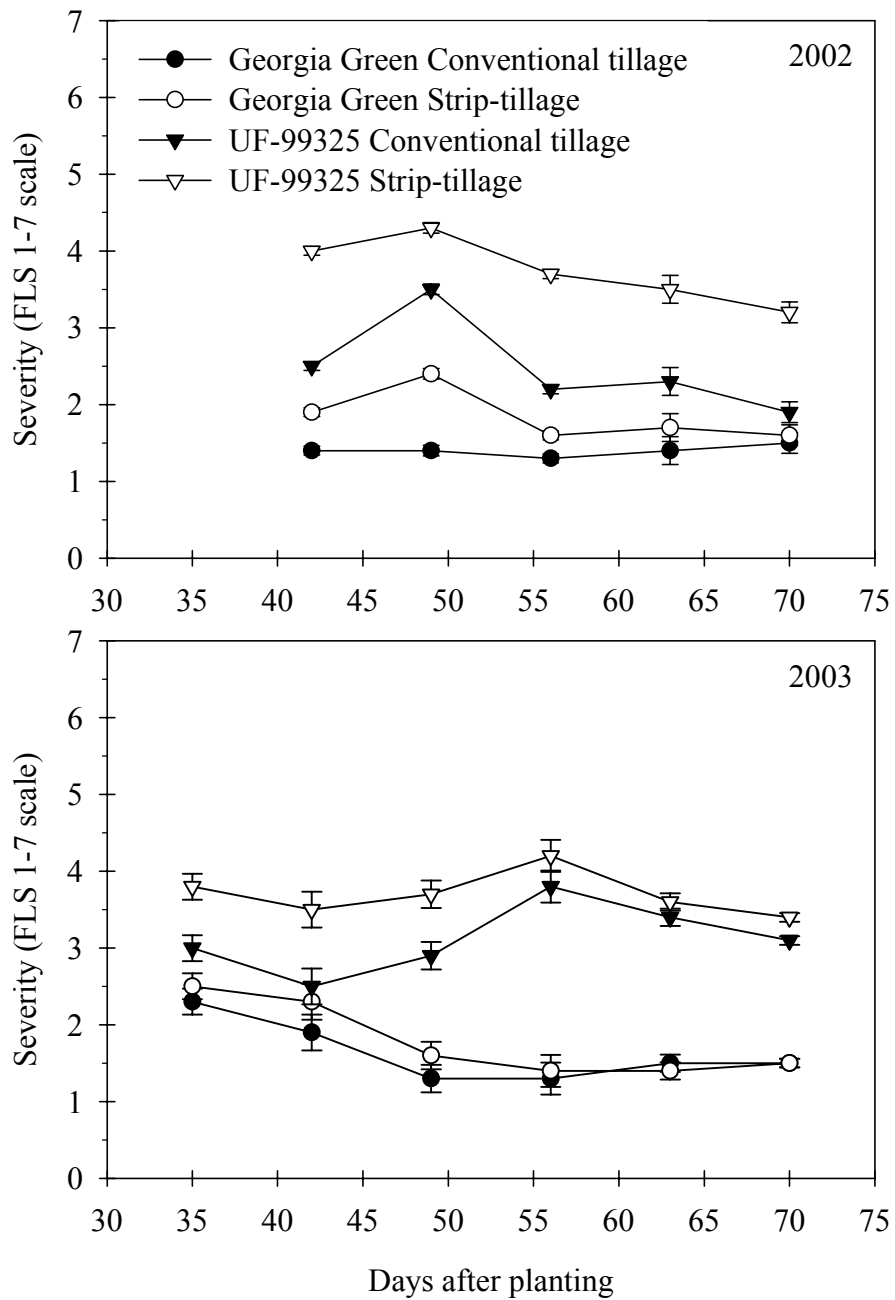 7
6
5
4
3
2
1
0
Severity (FLS 1-7 scale)
Georgia Green Conventional tillage
Georgia Green Strip-tillage
UF-99325 Conventional tillage
UF-99325 Strip-tillage
2002
30 35 40 45 50 55 60 65 70 75
7
6
5
4
3
2
1
0
Severity (FLS 1-7 scale)
2003
30 35 40 45 50 55 60 65 70 75
Days after planting